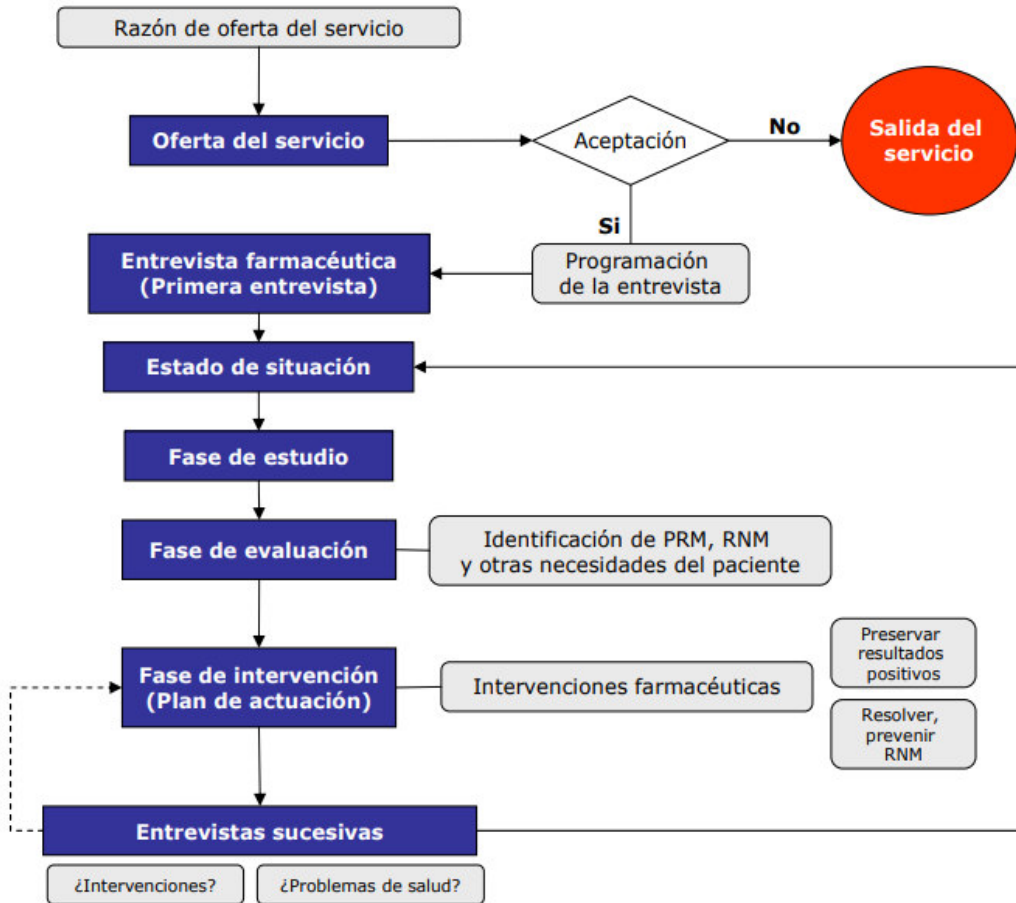 Razón de oferta del servicio
Oferta del servicio
Aceptación
No
Salida del
servicio
Si
Programación
de la entrevista
Entrevista farmacéutica
(Primera entrevista)
Estado de situación
Fase de estudio
Fase de evaluación
Identificación de PRM, RNM
y otras necesidades del paciente
Fase de intervención
(Plan de actuación)
Intervenciones farmacéuticas
Preservar
resultados
positivos
Resolver,
prevenir
RNM
Entrevistas sucesivas
¿Intervenciones?
¿Problemas de salud?